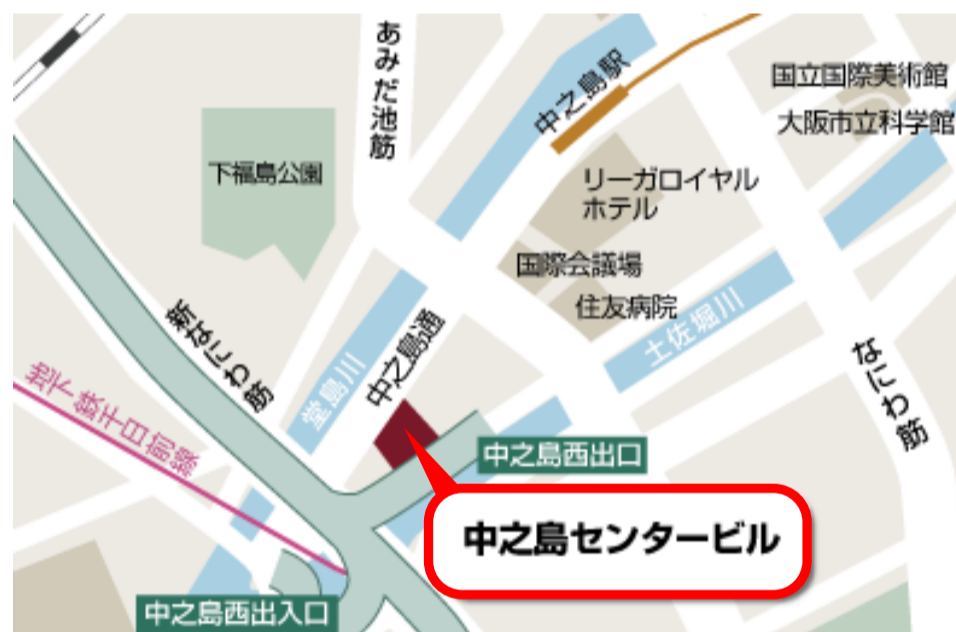 あみだ池筋
中之島駅
国立国際美術館
大阪市立科学館
下福島公園
リーガロイヤル
ホテル
国際会議場
住友病院
新なにわ筋
中之島通
堂島川
土佐堀川
なにわ筋
地下鉄千日前線
中之島西出口
中之島センタービル
中之島西出入口